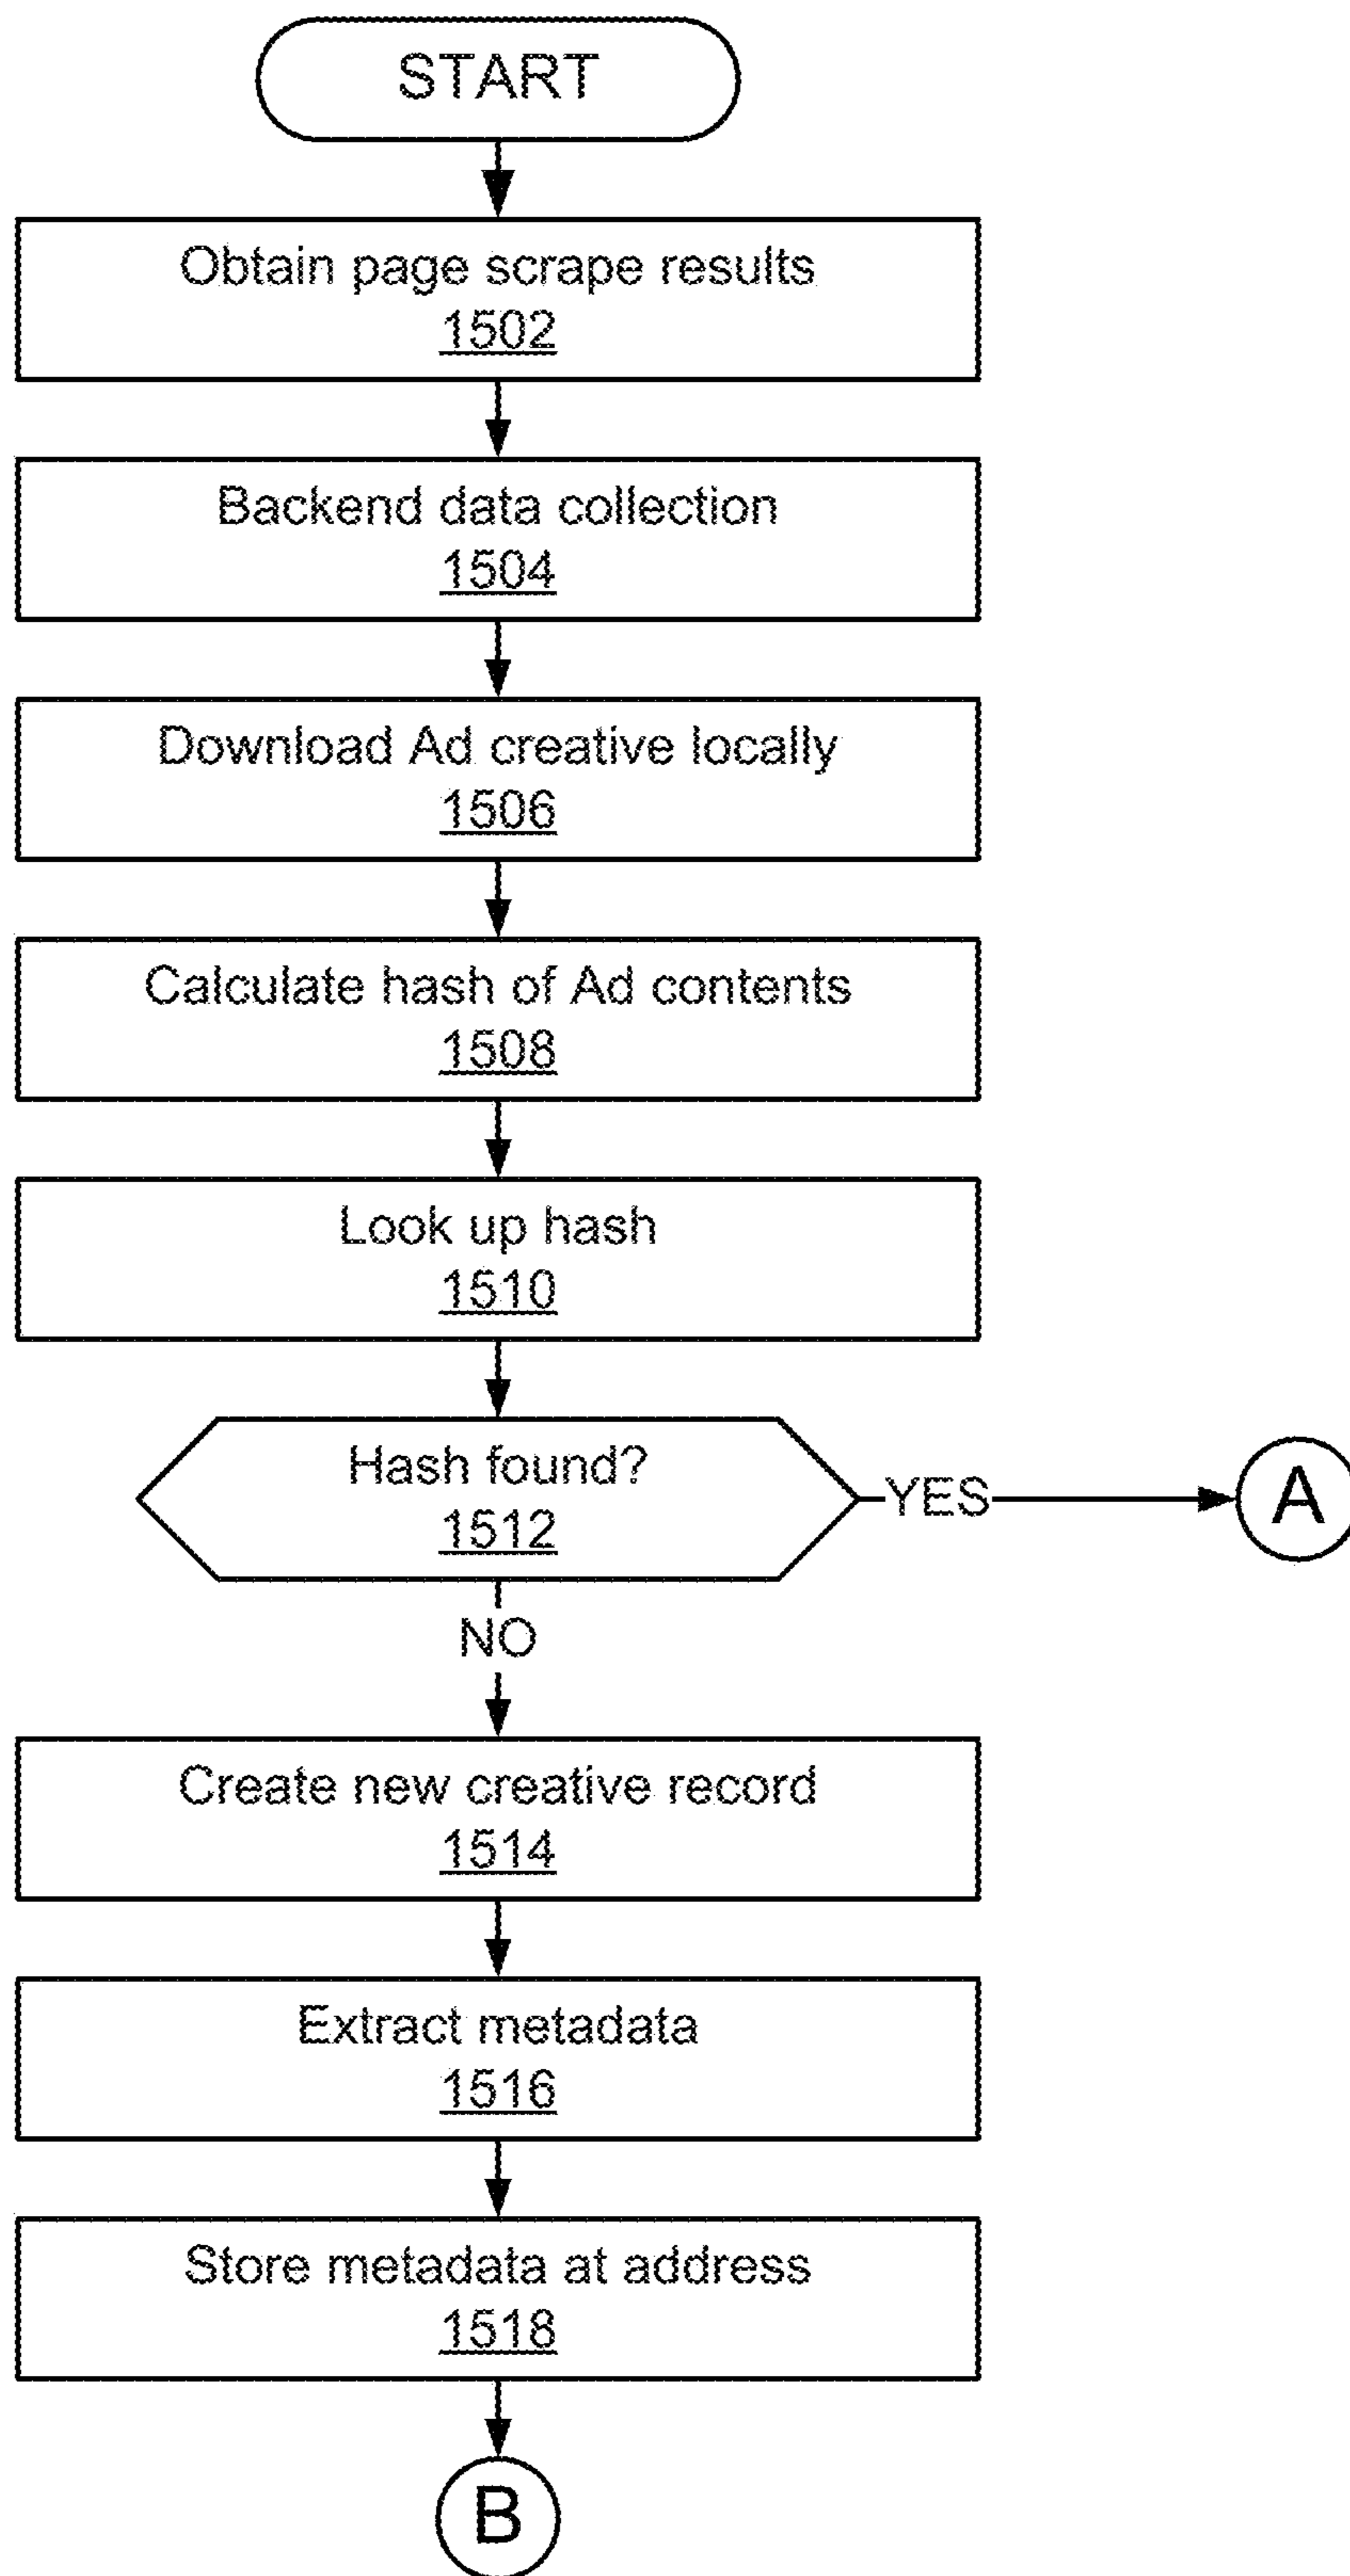 START
Obtain page scrape results
1502
Backend data collection
1504
Download Ad creative locally
1506
Calculate hash of Ad contents
1508
Look up hash
1510
Hash found?
1512
YES
A
NO
Create new creative record
1514
Extract metadata
1516
Store metadata at address
1518
B